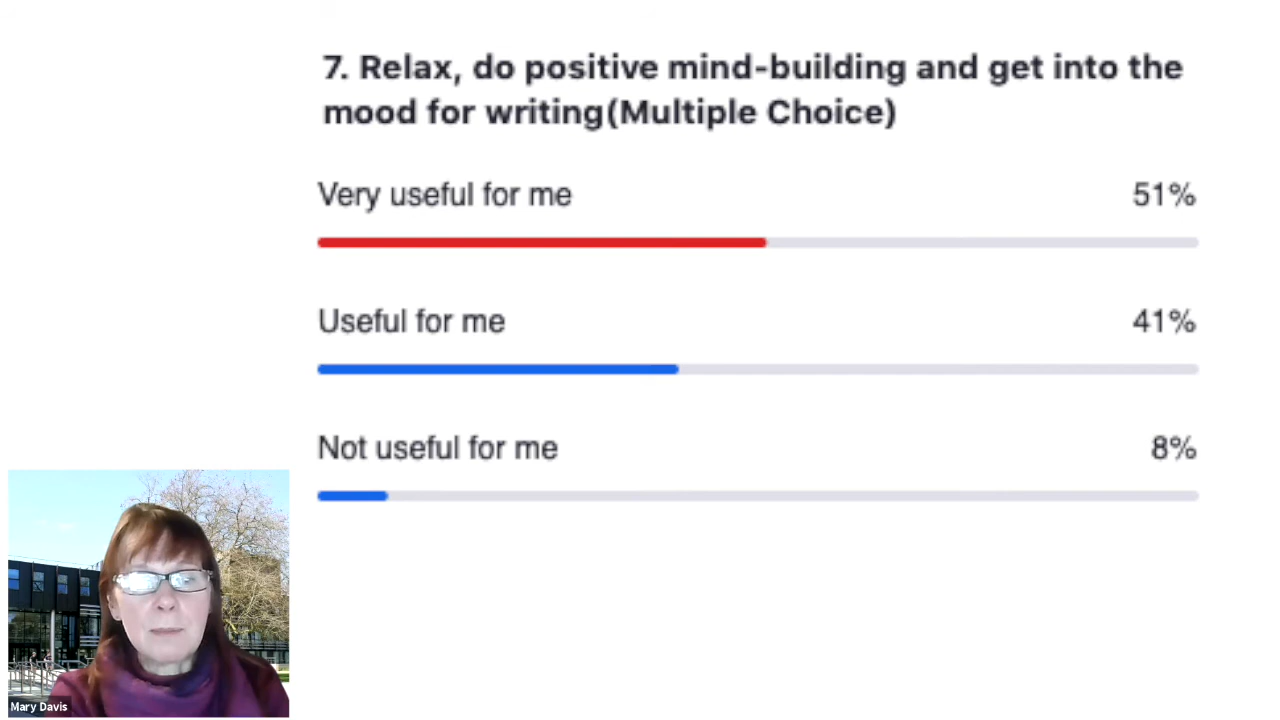 7. Relax, do positive mind-building and get into the
mood for writing(Multiple Choice)
Very useful for me 51%
Useful for me 41%
Not useful for me 8%
Mary Davis